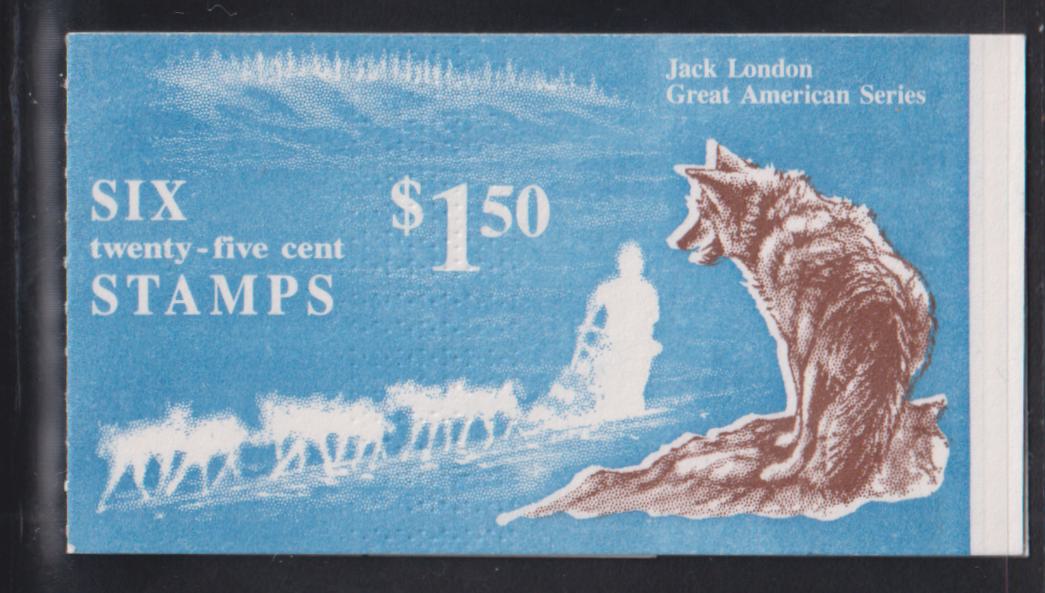 Jack London
Great American Series
SIX
twenty-five cent
STAMPS
$1.50